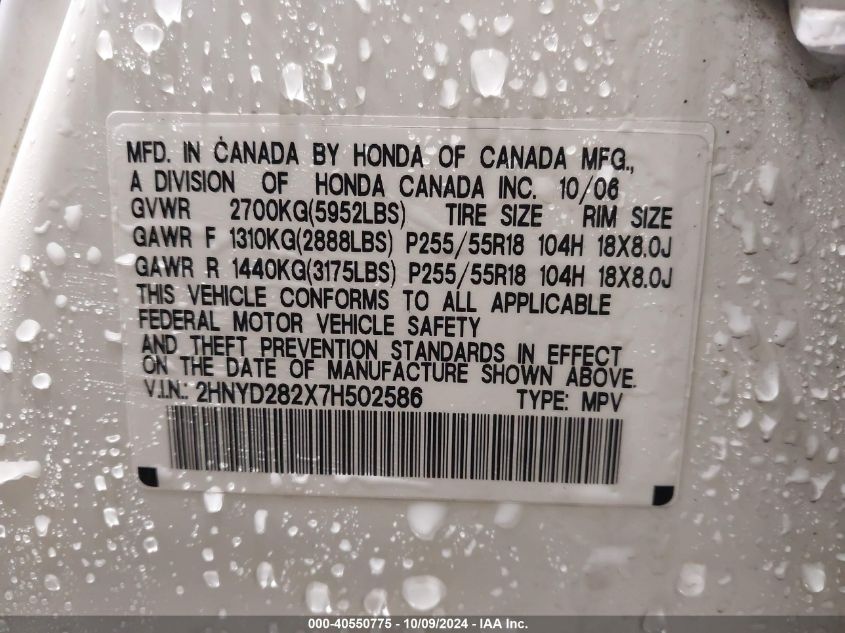 MFD. IN CANADA BY HONDA OF CANADA MFG.,
A DIVISION OF HONDA CANADA INC. 10/06
GVWR 2700KG(5952LBS) TIRE SIZE RIM SIZE
GAWR F 1310KG(2888LBS) P255/55R18 104H 18X8.0J
GAWR R 1440KG(3175LBS) P255/55R18 104H 18X8.0J
THIS VEHICLE CONFORMS TO ALL APPLICABLE
FEDERAL MOTOR VEHICLE SAFETY
AND THEFT PREVENTION STANDARDS IN EFFECT
ON THE DATE OF MANUFACTURE SHOWN ABOVE.
V.I.N.: 2HNYD282X7H502586 TYPE: MPV
000-40550775 - 10/09/2024 - IAA Inc.